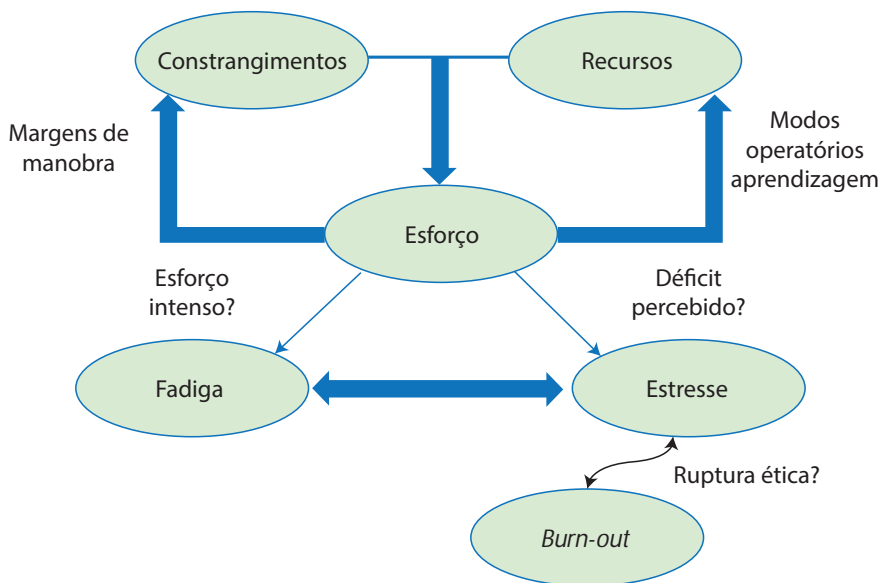 Constrangimentos
Recursos
Margens de
manobra
Modos
operatórios
aprendizagem
Esforço
Esforço
intenso?
Déficit
percebido?
Fadiga
Estresse
Ruptura ética?
Burn-out